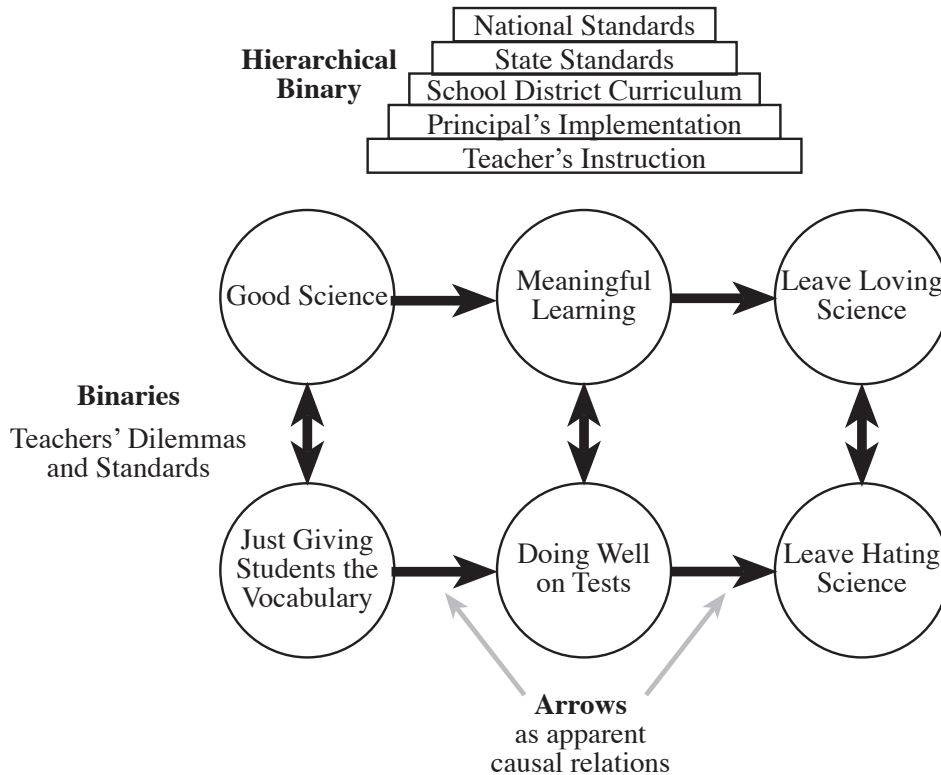 National Standards
Hierarchical
Binary
State Standards
School District Curriculum
Principal's Implementation
Teacher's Instruction
Good Science
Meaningful
Learning
Leave Loving
Science
Binaries
Teachers' Dilemmas
and Standards
Just Giving
Students the
Vocabulary
Doing Well
on Tests
Leave Hating
Science
Arrows
as apparent
causal relations